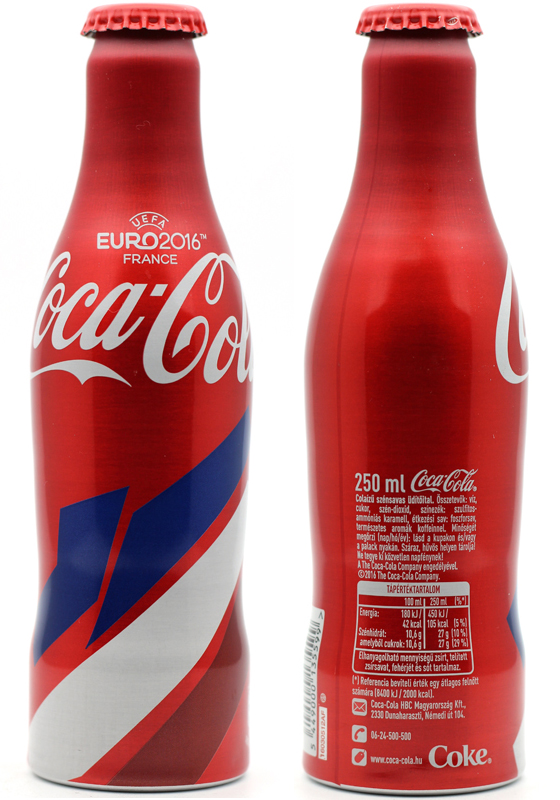 UEFA
EURO2016™
FRANCE
Coca-Cola
250 ml Coca-Cola®
Colaízű szénsavas üdítőital. Összetevők: víz,
cukor, szén-dioxid, színezék: szulfitos-
ammóniás karamell, étkezési sav: foszforsav,
természetes aromák koffeinnel. Minőségét
megőrzi (nap/hó/év): lásd a kupakon és/vagy
a palack nyakán. Száraz, hűvös helyen tárolja!
Ne tegye ki közvetlen napfénynek!
A The Coca-Cola Company engedélyével.
©2016 The Coca-Cola Company.
TÁPÉRTÉKTARTALOM
100 ml 250 ml (%*)
Energia: 180 kJ/ 450 kJ/
42 kcal 105 kcal (5 %)
Szénhidrát: 10,6 g 27 g (10 %)
amelyből cukrok: 10,6 g 27 g (29 %)
Elhanyagolható mennyiségű zsírt, telített
zsírsavat, fehérjét és sót tartalmaz.
(*) Referencia beviteli érték egy átlagos felnőtt
számára (8400 kJ / 2000 kcal).
Coca-Cola HBC Magyarország Kft.,
2330 Dunaharaszti, Némedi út 104.
06-24-500-500
www.coca-cola.hu
Coke®